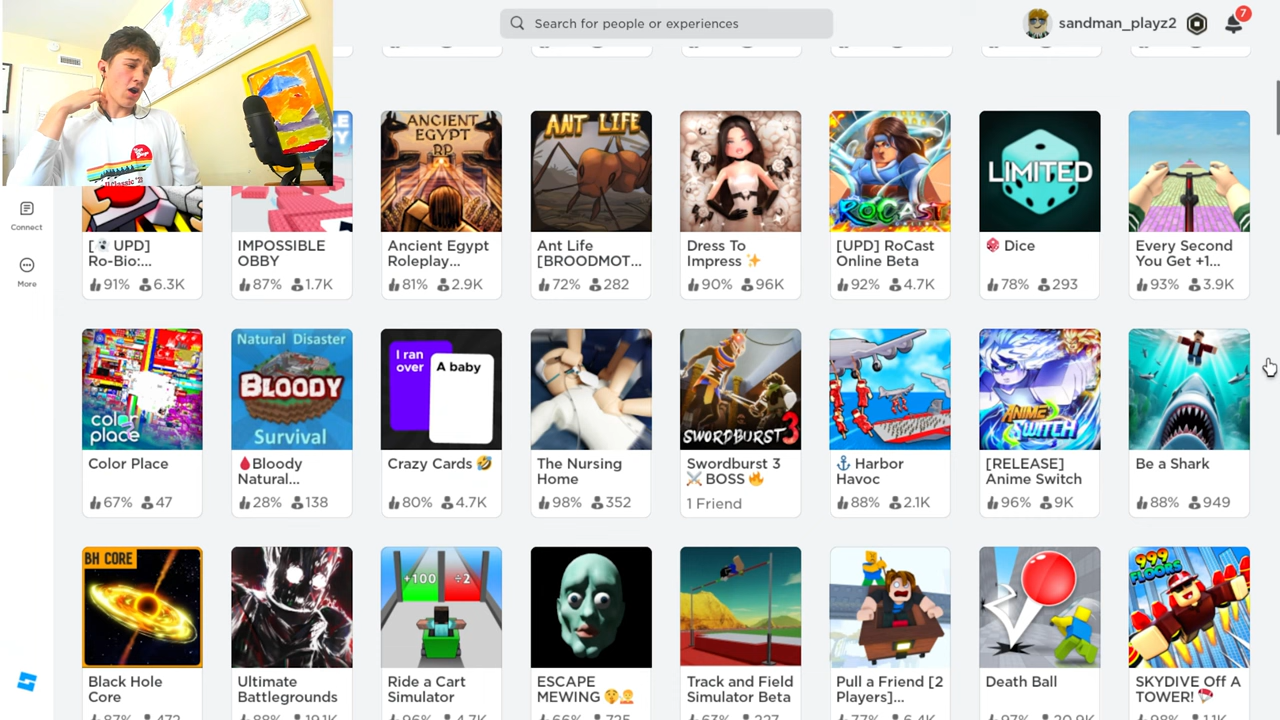 Search for people or experiences
sandman_playz2
7
Connect
More
ANCIENT
EGYPT
RP
ANT LIFE
ROCAST
LIMITED
[ UPD]
Ro-Bio:...
91% 6.3K
IMPOSSIBLE
OBBY
87% 1.7K
Ancient Egypt
Roleplay...
81% 2.9K
Ant Life
[BROODMOT...
72% 282
Dress To
Impress ✨
90% 96K
[UPD] RoCast
Online Beta
92% 4.7K
Dice
78% 293
Every Second
You Get +1...
93% 3.9K
color
place
Natural Disaster
BLOODY
Survival
I ran
over
A baby
SWORDBURST 3
ANIME
SWITCH
Color Place
67% 47
🩸Bloody
Natural...
28% 138
Crazy Cards 🤣
80% 4.7K
The Nursing
Home
98% 352
Swordburst 3
⚔️ BOSS 🔥
1 Friend
⚓ Harbor
Havoc
88% 2.1K
[RELEASE]
Anime Switch
96% 9K
Be a Shark
88% 949
BH CORE
+100
÷2
999
FLOORS
Black Hole
Core
Ultimate
Battlegrounds
Ride a Cart
Simulator
ESCAPE
MEWING
Track and Field
Simulator Beta
Pull a Friend [2
Players]...
Death Ball
SKYDIVE Off A
TOWER!